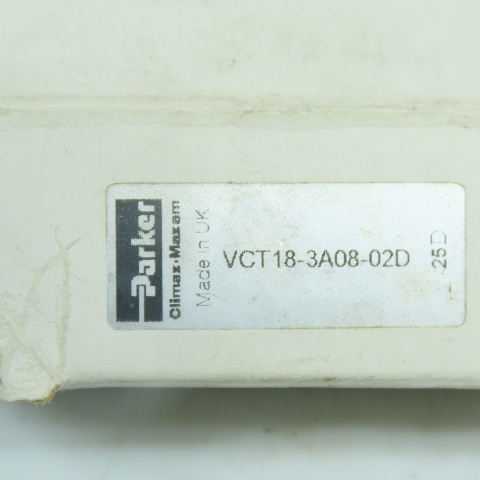 Parker
Climax·Maxam
Made in UK
VCT18-3A08-02D
25D